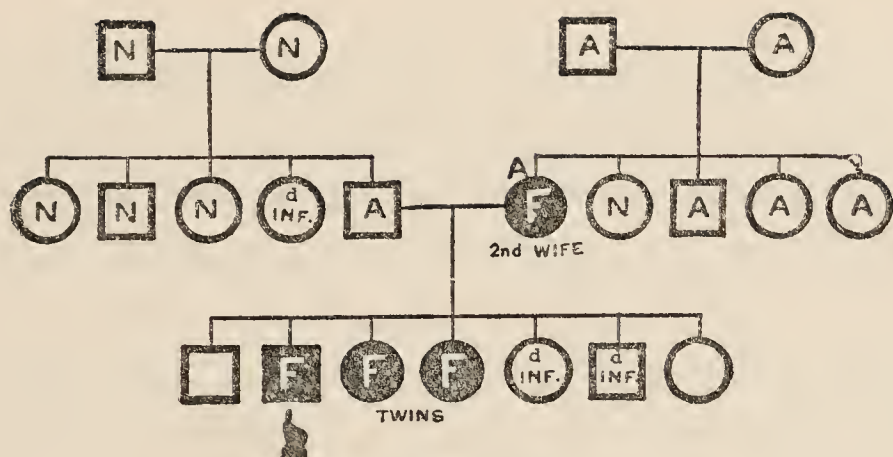 N N A A
A
N N N d A F N A A A
INF.
2nd WIFE
F F F d d
INF. INF.
TWINS